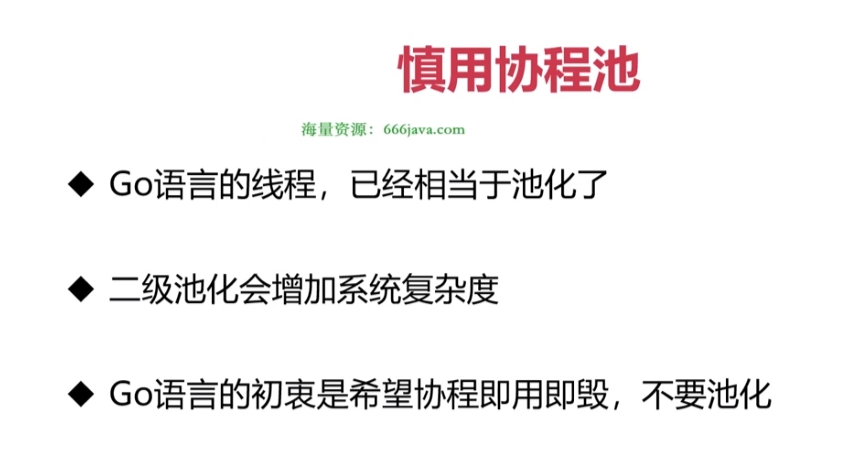 慎用协程池
海量资源：666java.com
◆ Go语言的线程，已经相当于池化了
◆ 二级池化会增加系统复杂度
◆ Go语言的初衷是希望协程即用即毁，不要池化